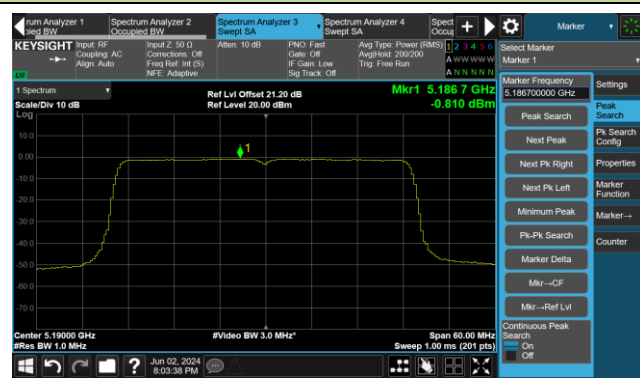 rum Analyzer 1
pied BW
Spectrum Analyzer 2
Occupied BW
Spectrum Analyzer 3
Swept SA
Spectrum Analyzer 4
Swept SA
Spect
Occup
+
Marker
KEYSIGHT
Input: RF
Coupling: AC
Align: Auto
Input Z: 50 Ω
Corrections: Off
Freq Ref: Int (S)
NFE: Adaptive
Atten: 10 dB
PNO: Fast
Gate: Off
IF Gain: Low
Sig Track: Off
Avg Type: Power (RMS)
Avg|Hold: 200/200
Trig: Free Run
1 2 3 4 5 6
A W W W W W
A N N N N N
Select Marker
Marker 1
1 Spectrum
Scale/Div 10 dB
Log
Ref Lvl Offset 21.20 dB
Ref Level 20.00 dBm
Mkr1 5.186 7 GHz
-0.810 dBm
10.0
0.00
-10.0
-20.0
-30.0
-40.0
-50.0
-60.0
-70.0
1
Center 5.19000 GHz
#Res BW 1.0 MHz
#Video BW 3.0 MHz*
Span 60.00 MHz
Sweep 1.00 ms (201 pts)
Marker Frequency
5.186700000 GHz
Peak Search
Next Peak
Next Pk Right
Next Pk Left
Minimum Peak
Pk-Pk Search
Marker Delta
Mkr→CF
Mkr→Ref Lvl
Continuous Peak
Search
On
Off
Settings
Peak
Search
Pk Search
Config
Properties
Marker
Function
Marker→
Counter
?
Jun 02, 2024
8:03:38 PM